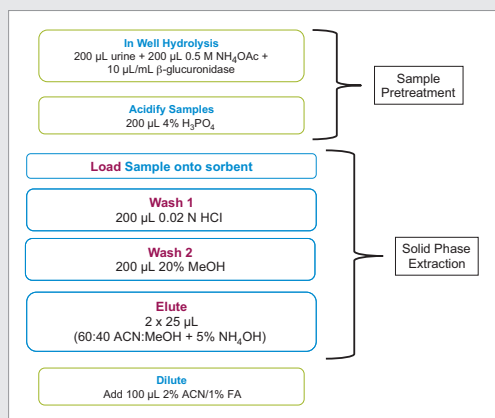 In Well Hydrolysis
200 µL urine + 200 µL 0.5 M NH₄OAc +
10 µL/mL β-glucuronidase
Acidify Samples
200 µL 4% H₃PO₄
Sample
Pretreatment
Load Sample onto sorbent
Wash 1
200 µL 0.02 N HCl
Wash 2
200 µL 20% MeOH
Elute
2 x 25 µL
(60:40 ACN:MeOH + 5% NH₄OH)
Solid Phase
Extraction
Dilute
Add 100 µL 2% ACN/1% FA